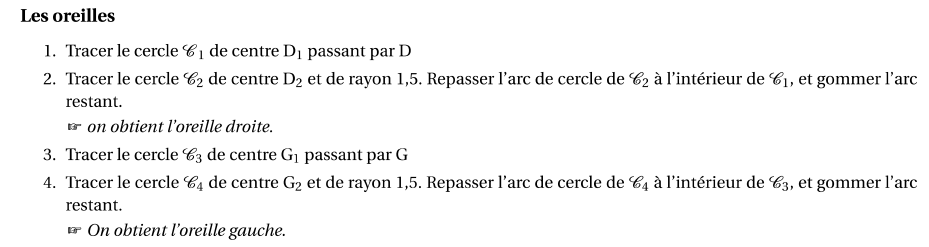 Les oreilles
1. Tracer le cercle 𝒞₁ de centre D₁ passant par D
2. Tracer le cercle 𝒞₂ de centre D₂ et de rayon 1,5. Repasser l'arc de cercle de 𝒞₂ à l'intérieur de 𝒞₁, et gommer l'arc
restant.
☞ on obtient l'oreille droite.
3. Tracer le cercle 𝒞₃ de centre G₁ passant par G
4. Tracer le cercle 𝒞₄ de centre G₂ et de rayon 1,5. Repasser l'arc de cercle de 𝒞₄ à l'intérieur de 𝒞₃, et gommer l'arc
restant.
☞ On obtient l'oreille gauche.